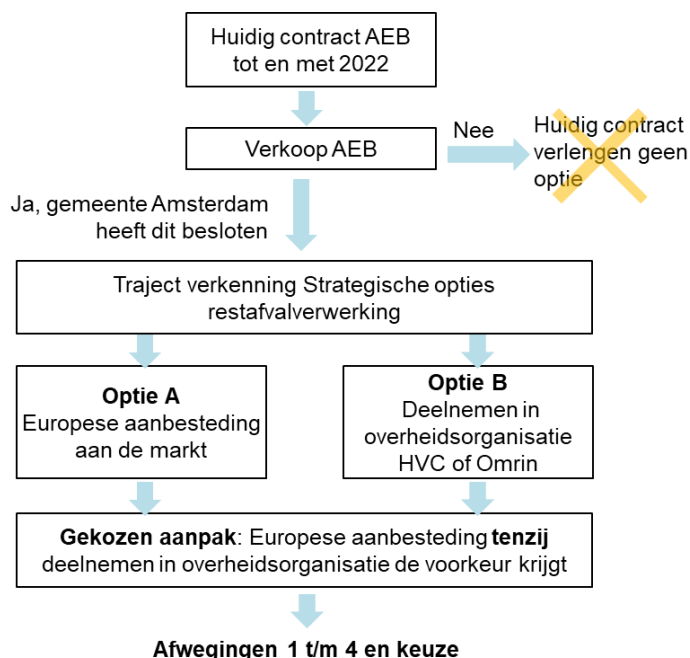 Huidig contract AEB
tot en met 2022
Verkoop AEB
Nee
Huidig contract
verlengen geen
optie
Ja, gemeente Amsterdam
heeft dit besloten
Traject verkenning Strategische opties
restafvalverwerking
Optie A
Europese aanbesteding
aan de markt
Optie B
Deelnemen in
overheidsorganisatie
HVC of Omrin
Gekozen aanpak: Europese aanbesteding tenzij
deelnemen in overheidsorganisatie de voorkeur krijgt
Afwegingen 1 t/m 4 en keuze